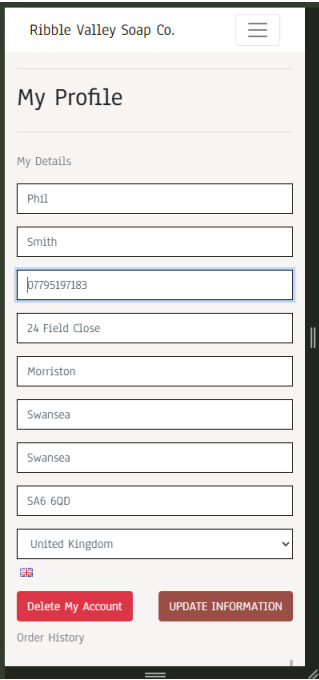 Ribble Valley Soap Co.
My Profile
My Details
Phil
Smith
07795197183
24 Field Close
Morriston
Swansea
Swansea
SA6 6QD
United Kingdom
Delete My Account
UPDATE INFORMATION
Order History